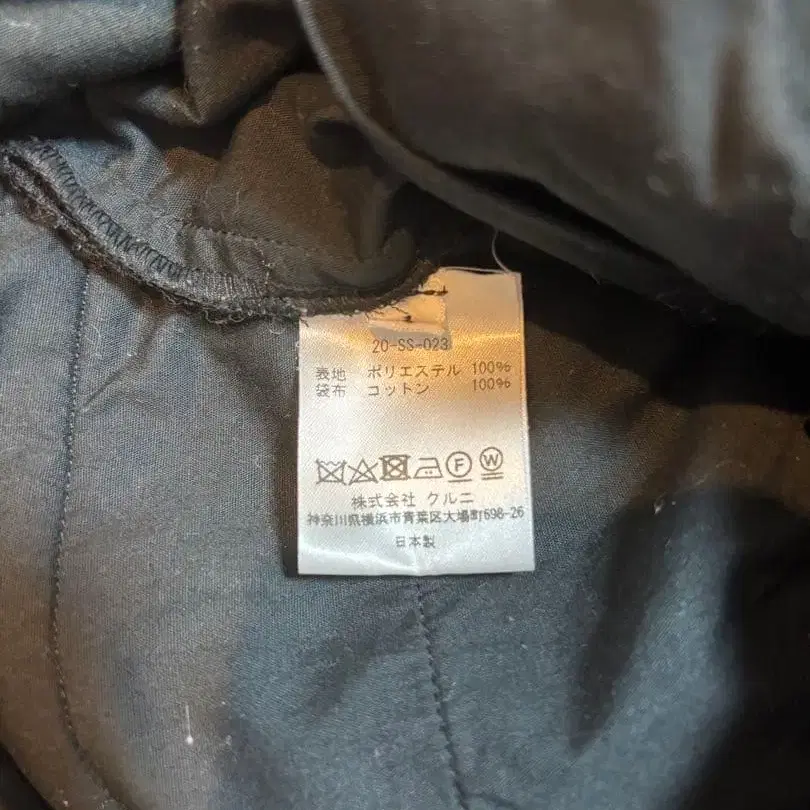 20-SS-023
表地 ポリエステル 100%
袋布 コットン 100%
F W
株式会社 クルニ
神奈川県横浜市青葉区大場町698-26
日本製